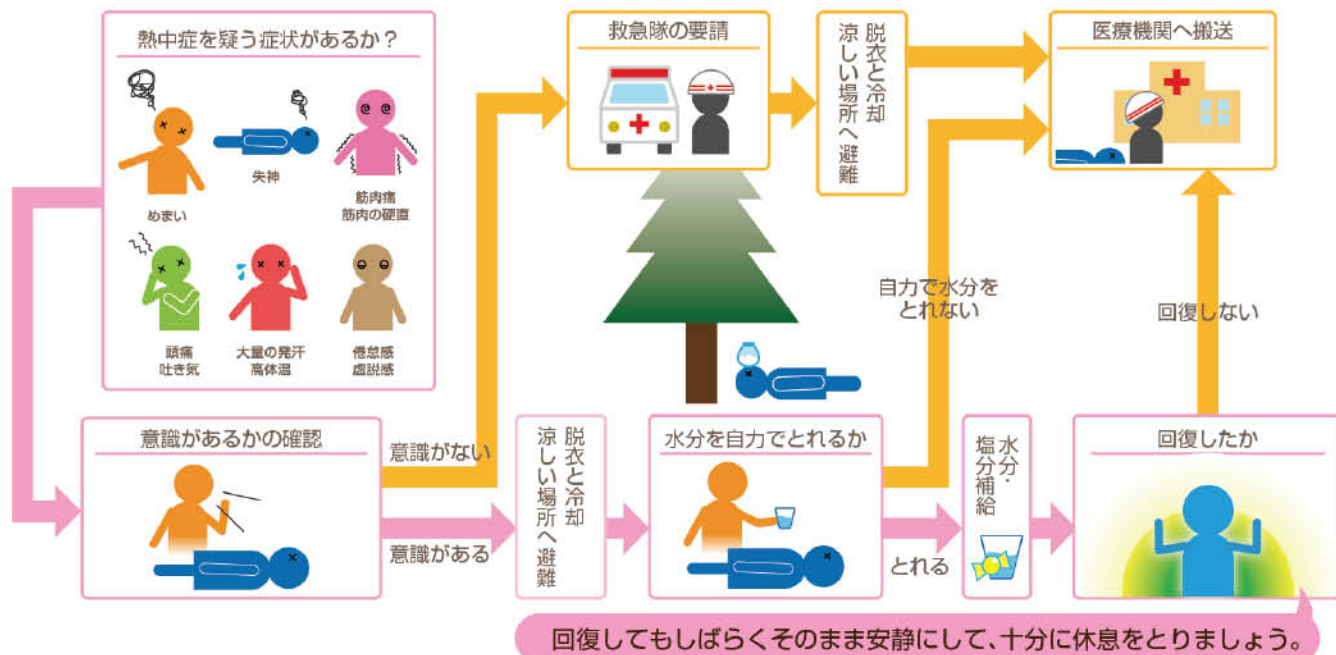 熱中症を疑う症状があるか？
めまい
失神
筋肉痛
筋肉の硬直
頭痛
吐き気
大量の発汗
高体温
倦怠感
虚説感
意識があるかの確認
意識がない
意識がある
救急隊の要請
脱衣と冷却
涼しい場所へ避難
医療機関へ搬送
脱衣と冷却
涼しい場所へ避難
水分を自力でとれるか
自力で水分を
とれない
とれる
水分・
塩分補給
回復したか
回復しない
回復してもしばらくそのまま安静にして、十分に休息をとりましょう。